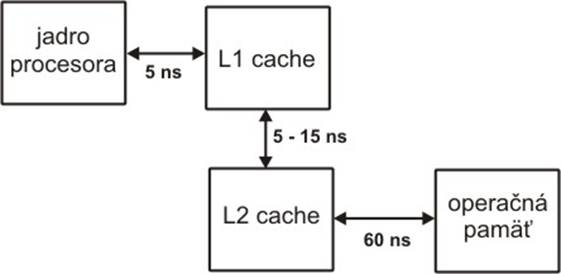 jadro
procesora
5 ns
L1 cache
5 - 15 ns
L2 cache
60 ns
operačná
pamäť